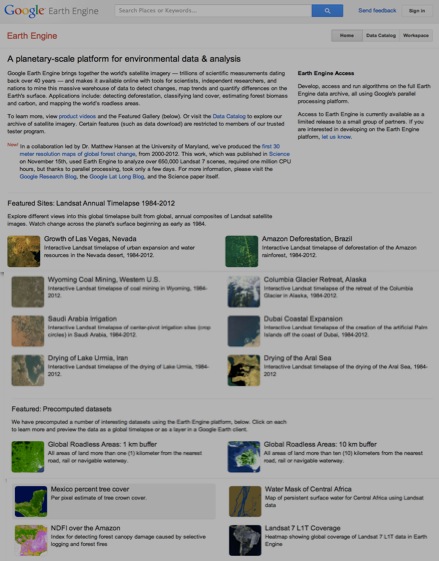 Google Earth Engine
Search Places or Keywords...
Send feedback
Sign in
Earth Engine
Home
Data Catalog
Workspace
A planetary-scale platform for environmental data & analysis
Google Earth Engine brings together the world's satellite imagery — trillions of scientific measurements dating
back over 40 years — and makes it available online with tools for scientists, independent researchers, and
nations to mine this massive warehouse of data to detect changes, map trends and quantify differences on the
Earth's surface. Applications include: detecting deforestation, classifying land cover, estimating forest biomass
and carbon, and mapping the world's roadless areas.
To learn more, view product videos and the Featured Gallery (below). Or visit the Data Catalog to explore our
archive of satellite imagery. Certain features (such as data download) are restricted to members of our trusted
tester program.
New! In a collaboration led by Dr. Matthew Hansen at the University of Maryland, we've produced the first 30
meter resolution maps of global forest change, from 2000-2012. This work, which was published in Science
on November 15th, used Earth Engine to analyze over 650,000 Landsat 7 scenes, required one million CPU
hours, but thanks to parallel processing, took only a few days. For more information, please visit the
Google Research Blog, the Google Lat Long Blog, and the Science paper itself.
Earth Engine Access
Develop, access and run algorithms on the full Earth
Engine data archive, all using Google's parallel
processing platform.
Access to Earth Engine is currently available as a
limited release to a small group of partners. If you
are interested in developing on the Earth Engine
platform, let us know.
Featured Sites: Landsat Annual Timelapse 1984-2012
Explore different views into this global timelapse built from global, annual composites of Landsat satellite
images. Watch change across the planet's surface beginning as early as 1984.
Growth of Las Vegas, Nevada
Interactive Landsat timelapse of urban expansion and water
resources in the Nevada desert, 1984-2012.
Amazon Deforestation, Brazil
Interactive Landsat timelapse of deforestation of the Amazon
rainforest, 1984-2012.
Wyoming Coal Mining, Western U.S.
Interactive Landsat timelapse of coal mining in Wyoming, 1984-
2012.
Columbia Glacier Retreat, Alaska
Interactive Landsat timelapse of the retreat of the Columbia
Glacier in Alaska, 1984-2012.
Saudi Arabia Irrigation
Interactive Landsat timelapse of center-pivot irrigation sites (crop
circles) in Saudi Arabia, 1984-2012.
Dubai Coastal Expansion
Interactive Landsat timelapse of the creation of the artificial Palm
Islands off the coast of Dubai, 1984-2012.
Drying of Lake Urmia, Iran
Interactive Landsat timelapse of the drying of Lake Urmia, 1984-
2012.
Drying of the Aral Sea
Interactive Landsat timelapse of the drying of the Aral Sea, 1984-
2012.
Featured: Precomputed datasets
We have precomputed a number of interesting datasets using the Earth Engine platform, below. Click on each
to learn more and preview the data as a global timelapse or as a layer in a Google Earth client.
Global Roadless Areas: 1 km buffer
All areas of land more than one (1) kilometer from the nearest
road, rail or navigable waterway.
Global Roadless Areas: 10 km buffer
All areas of land more than ten (10) kilometers from the nearest
road, rail or navigable waterway.
Mexico percent tree cover
Per pixel estimate of tree crown cover.
Water Mask of Central Africa
Map of persistent surface water for Central Africa using Landsat
data
NDFI over the Amazon
Index for detecting forest canopy damage caused by selective
logging and forest fires
Landsat 7 L1T Coverage
Heatmap showing global coverage of Landsat 7 L1T data in Earth
Engine